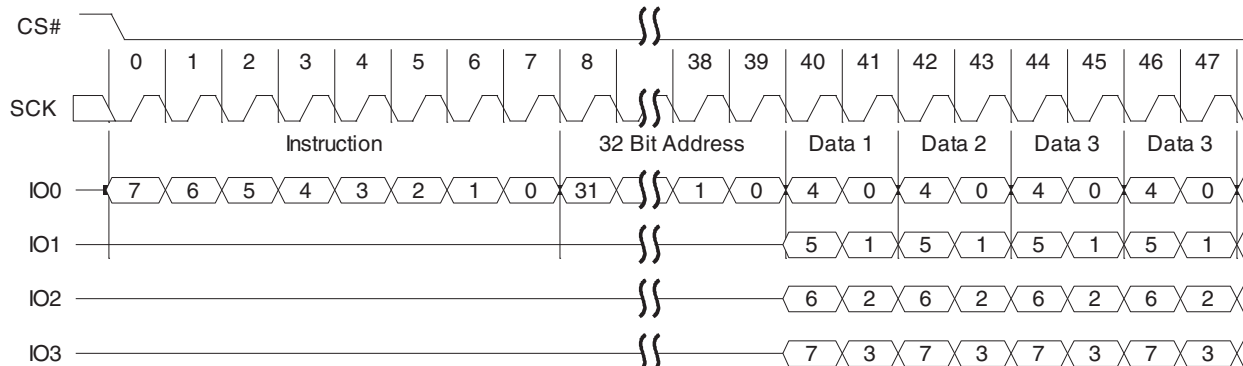 CS#
0 1 2 3 4 5 6 7 8 38 39 40 41 42 43 44 45 46 47
SCK
Instruction 32 Bit Address Data 1 Data 2 Data 3 Data 3
IO0 7 6 5 4 3 2 1 0 31 1 0 4 0 4 0 4 0 4 0
IO1 5 1 5 1 5 1 5 1
IO2 6 2 6 2 6 2 6 2
IO3 7 3 7 3 7 3 7 3